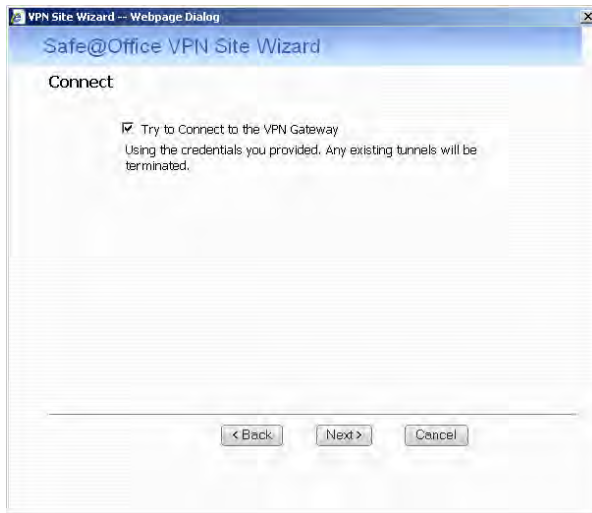 VPN Site Wizard -- Webpage Dialog
Safe@Office VPN Site Wizard
Connect
Try to Connect to the VPN Gateway
Using the credentials you provided. Any existing tunnels will be
terminated.
< Back Next > Cancel